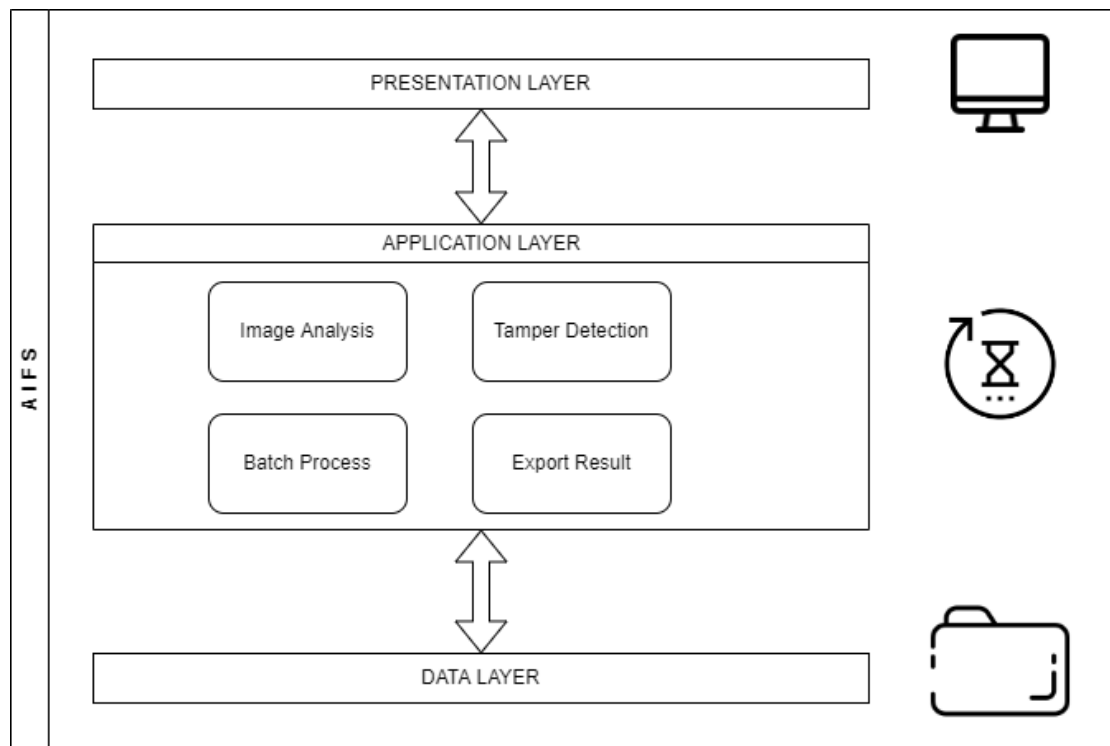 PRESENTATION LAYER
APPLICATION LAYER
Image Analysis
Tamper Detection
Batch Process
Export Result
DATA LAYER
AIFS